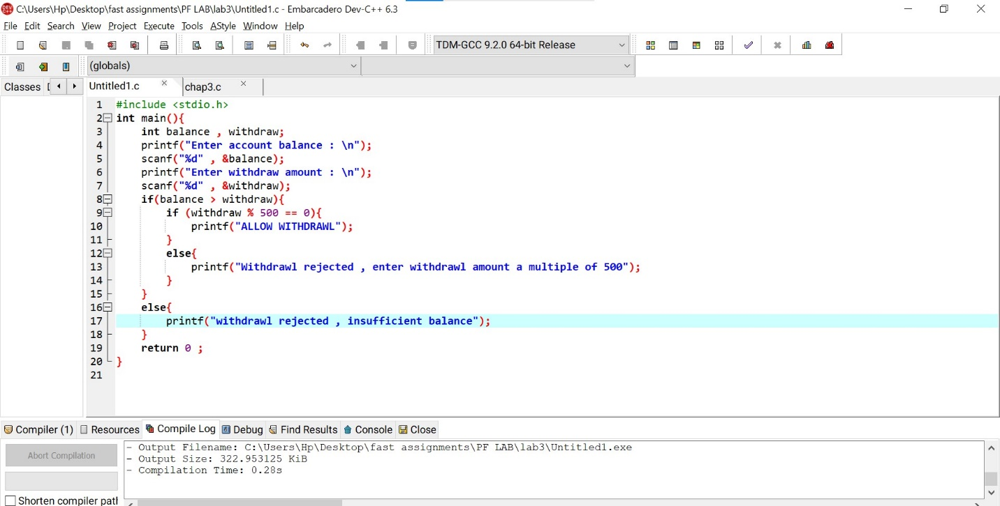 C:\Users\Hp\Desktop\fast assignments\PF LAB\lab3\Untitled1.c - Embarcadero Dev-C++ 6.3
File Edit Search View Project Execute Tools AStyle Window Help
TDM-GCC 9.2.0 64-bit Release
(globals)
Classes Untitled1.c chap3.c
1 #include <stdio.h>
2 int main(){
3 int balance , withdraw;
4 printf("Enter account balance : \n");
5 scanf("%d" , &balance);
6 printf("Enter withdraw amount : \n");
7 scanf("%d" , &withdraw);
8 if(balance > withdraw){
9 if (withdraw % 500 == 0){
10 printf("ALLOW WITHDRAWL");
11 }
12 else{
13 printf("Withdrawl rejected , enter withdrawl amount a multiple of 500");
14 }
15 }
16 else{
17 printf("withdrawl rejected , insufficient balance");
18 }
19 return 0 ;
20 }
21
Compiler (1) Resources Compile Log Debug Find Results Console Close
Abort Compilation
- Output Filename: C:\Users\Hp\Desktop\fast assignments\PF LAB\lab3\Untitled1.exe
- Output Size: 322.953125 KiB
- Compilation Time: 0.28s
Shorten compiler path